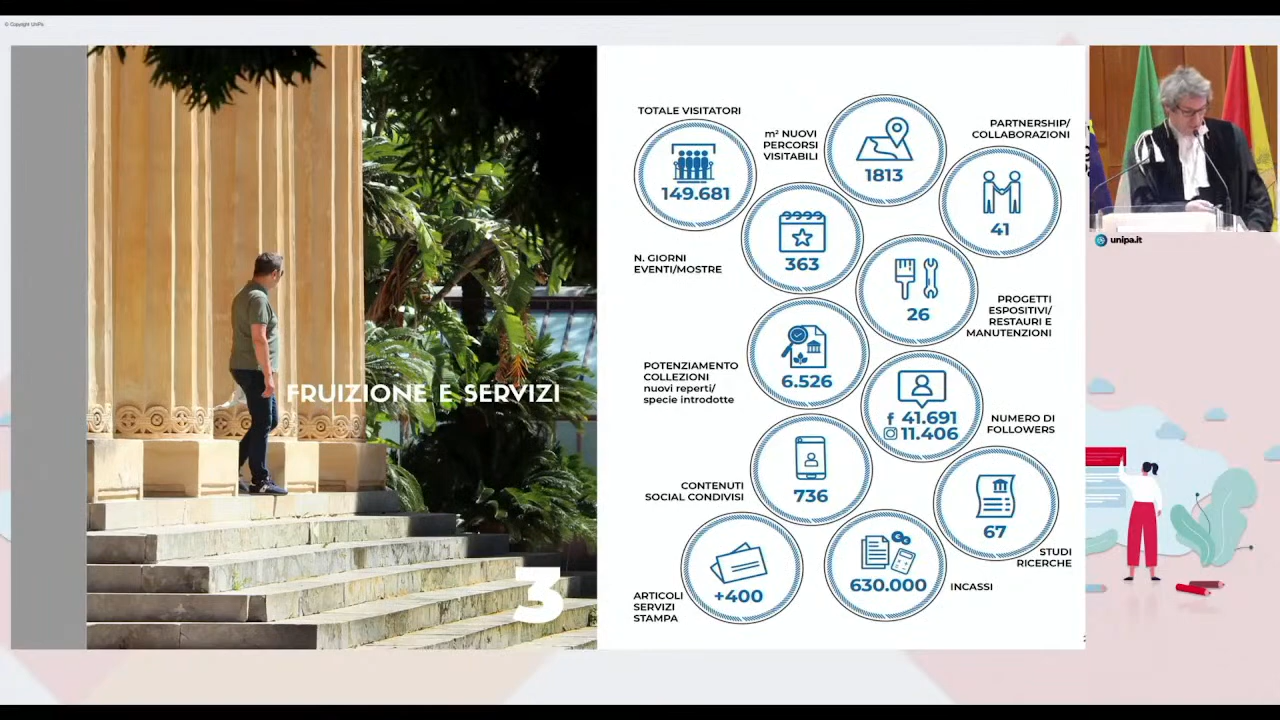 © Copyright UniPa
FRUIZIONE E SERVIZI
3
TOTALE VISITATORI
149.681
m² NUOVI
PERCORSI
VISITABILI
1813
PARTNERSHIP/
COLLABORAZIONI
41
N. GIORNI
EVENTI/MOSTRE
363
26
PROGETTI
ESPOSITIVI/
RESTAURI E
MANUTENZIONI
POTENZIAMENTO
COLLEZIONI
nuovi reperti/
specie introdotte
6.526
f 41.691
11.406
NUMERO DI
FOLLOWERS
CONTENUTI
SOCIAL CONDIVISI
736
67
STUDI
RICERCHE
ARTICOLI
SERVIZI
STAMPA
+400
630.000
INCASSI
unipa.it